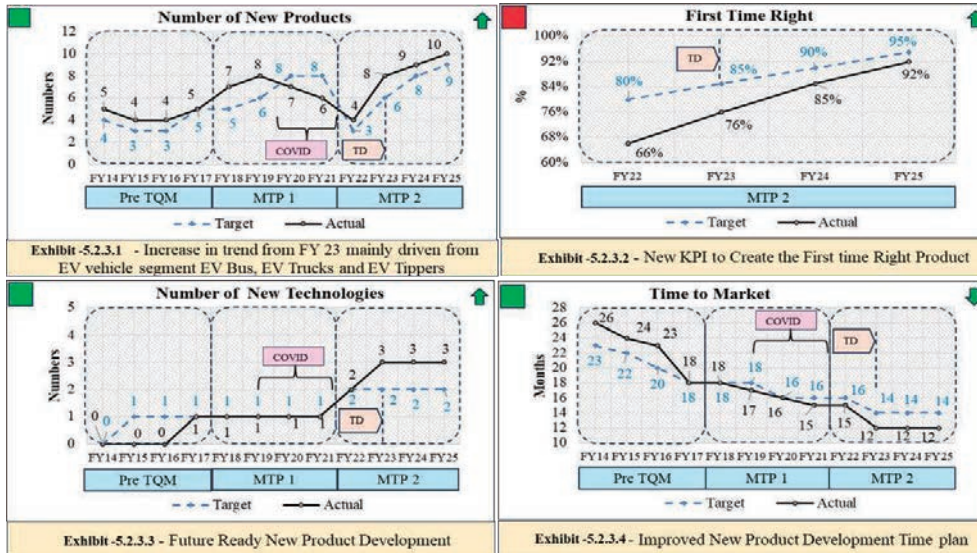 Number of New Products
Numbers
12
10
8
6
4
2
0
5 4 4 5 7 8 7 6 4 8 9 10
4 3 3 5 5 6 8 8 3 6 8 9
COVID
TD
FY14 FY15 FY16 FY17 FY18 FY19 FY20 FY21 FY22 FY23 FY24 FY25
Pre TQM MTP 1 MTP 2
Target Actual
Exhibit -5.2.3.1 - Increase in trend from FY 23 mainly driven from
EV vehicle segment EV Bus, EV Trucks and EV Tippers
First Time Right
%
100%
92%
84%
76%
68%
60%
80% 85% 90% 95%
66% 76% 85% 92%
TD
FY22 FY23 FY24 FY25
MTP 2
Target Actual
Exhibit -5.2.3.2 - New KPI to Create the First time Right Product
Number of New Technologies
Numbers
5
4
3
2
1
0
0 1 1 1 1 1 1 1 2 2 2 2
0 0 0 1 1 1 1 1 2 3 3 3
COVID
TD
FY14 FY15 FY16 FY17 FY18 FY19 FY20 FY21 FY22 FY23 FY24 FY25
Pre TQM MTP 1 MTP 2
Target Actual
Exhibit -5.2.3.3 - Future Ready New Product Development
Time to Market
Months
28
26
24
22
20
18
16
14
12
10
26 24 23 18 18 17 16 15 15 12 12 12
23 22 20 18 18 18 16 16 16 14 14 14
COVID
TD
FY14 FY15 FY16 FY17 FY18 FY19 FY20 FY21 FY22 FY23 FY24 FY25
Pre TQM MTP 1 MTP 2
Target Actual
Exhibit -5.2.3.4 - Improved New Product Development Time plan